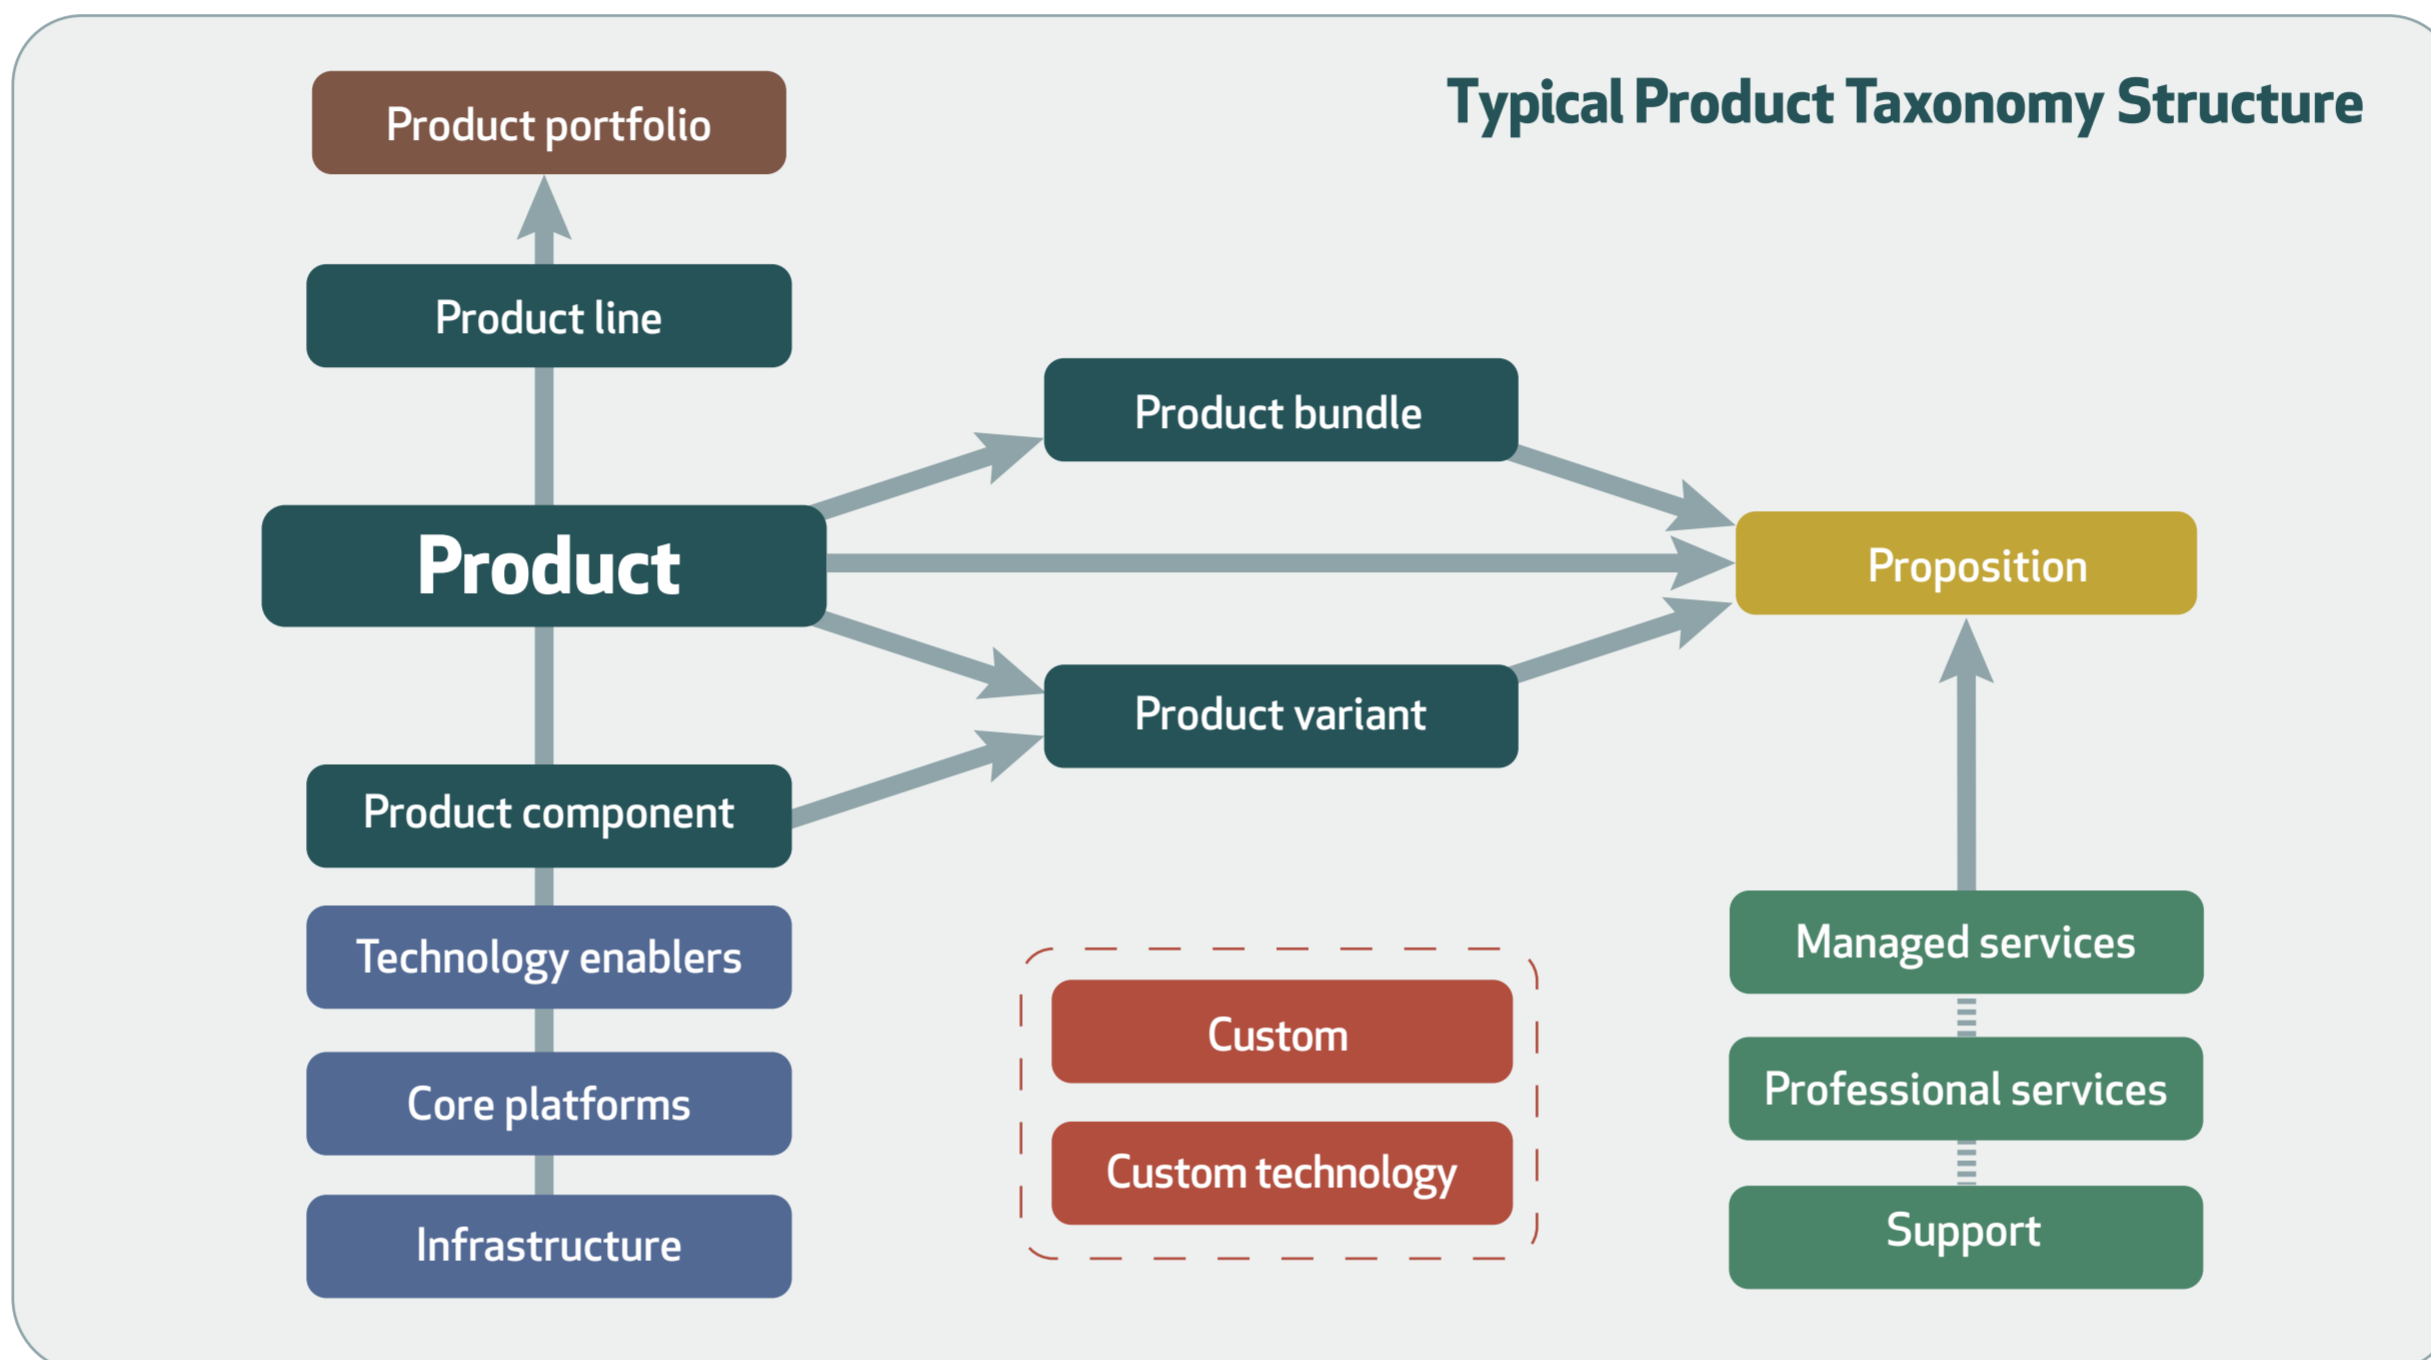 Typical Product Taxonomy Structure
Product portfolio
Product line
Product bundle
Product
Proposition
Product variant
Product component
Technology enablers
Core platforms
Infrastructure
Custom
Custom technology
Managed services
Professional services
Support